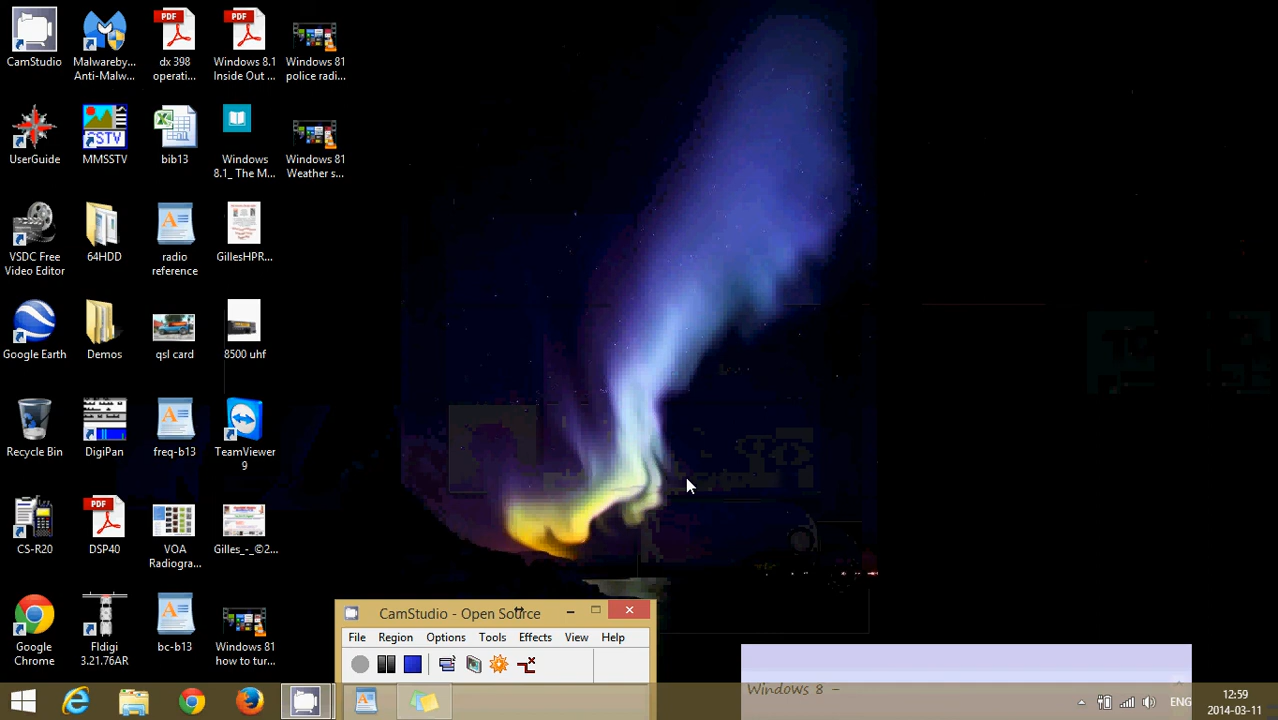 CamStudio
Malwareby...
Anti-Malw...
PDF
dx 398
operati...
PDF
Windows 8.1
Inside Out ...
Windows 81
police radi...
UserGuide
SSTV
MMSSTV
bib13
Windows
8.1_ The M...
Windows 81
Weather s...
VSDC Free
Video Editor
64HDD
radio
reference
GillesHPR...
Google Earth
Demos
qsl card
8500 uhf
Recycle Bin
DigiPan
freq-b13
TeamViewer
9
CS-R20
PDF
DSP40
VOA
Radiogra...
Gilles_-_©2...
Google
Chrome
Fldigi
3.21.76AR
bc-b13
Windows 81
how to tur...
CamStudio - Open Source
File Region Options Tools Effects View Help
Windows 8 -
ENG
12:59
2014-03-11